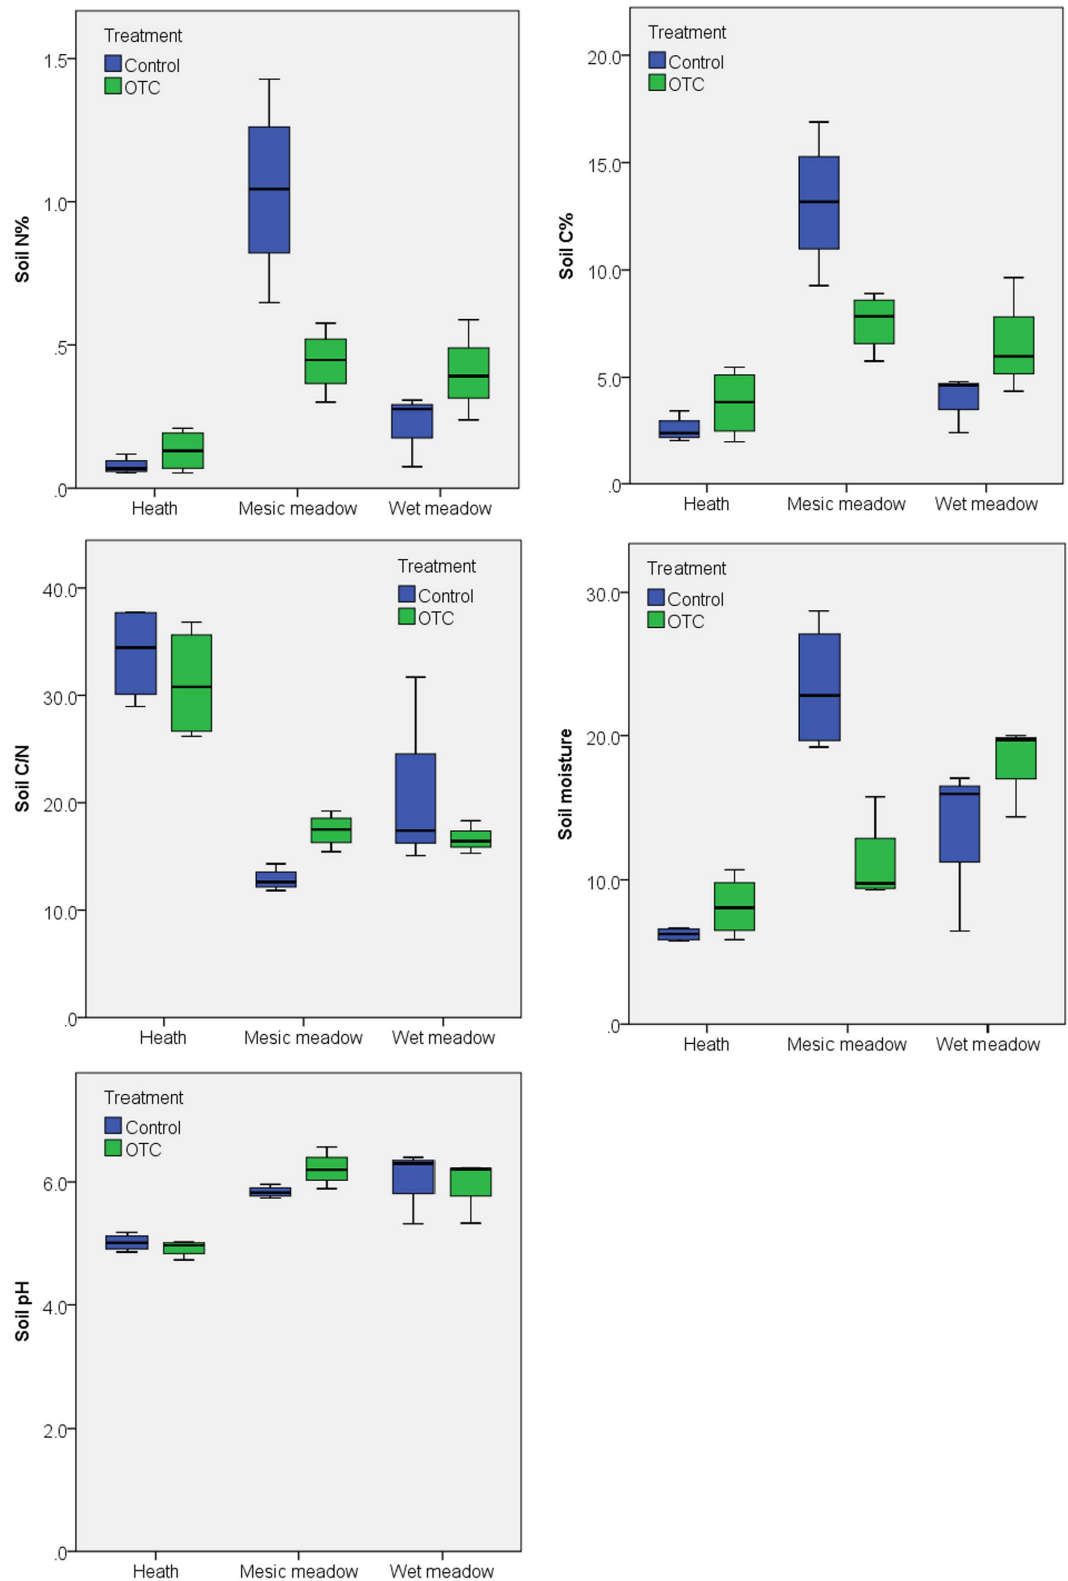 Treatment
Control
OTC
Soil N%
1.5
1.0
.5
.0
Heath Mesic meadow Wet meadow
Treatment
Control
OTC
Soil C%
20.0
15.0
10.0
5.0
.0
Heath Mesic meadow Wet meadow
Treatment
Control
OTC
Soil C/N
40.0
30.0
20.0
10.0
.0
Heath Mesic meadow Wet meadow
Treatment
Control
OTC
Soil moisture
30.0
20.0
10.0
.0
Heath Mesic meadow Wet meadow
Treatment
Control
OTC
Soil pH
6.0
4.0
2.0
.0
Heath Mesic meadow Wet meadow